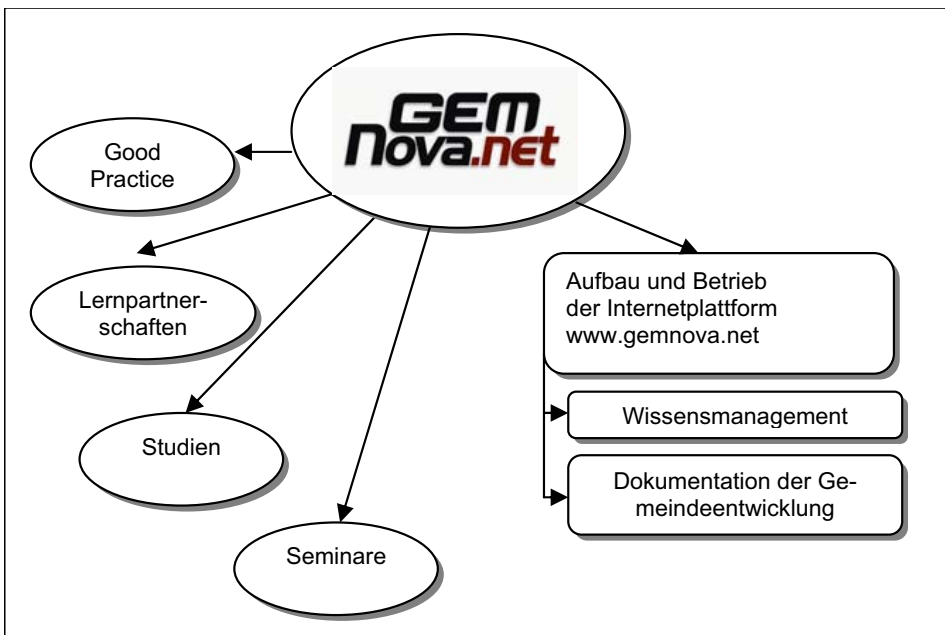 GEM
Nova.net
Good
Practice
Lernpartner-
schaften
Studien
Seminare
Aufbau und Betrieb
der Internetplattform
www.gemnova.net
Wissensmanagement
Dokumentation der Ge-
meindeentwicklung